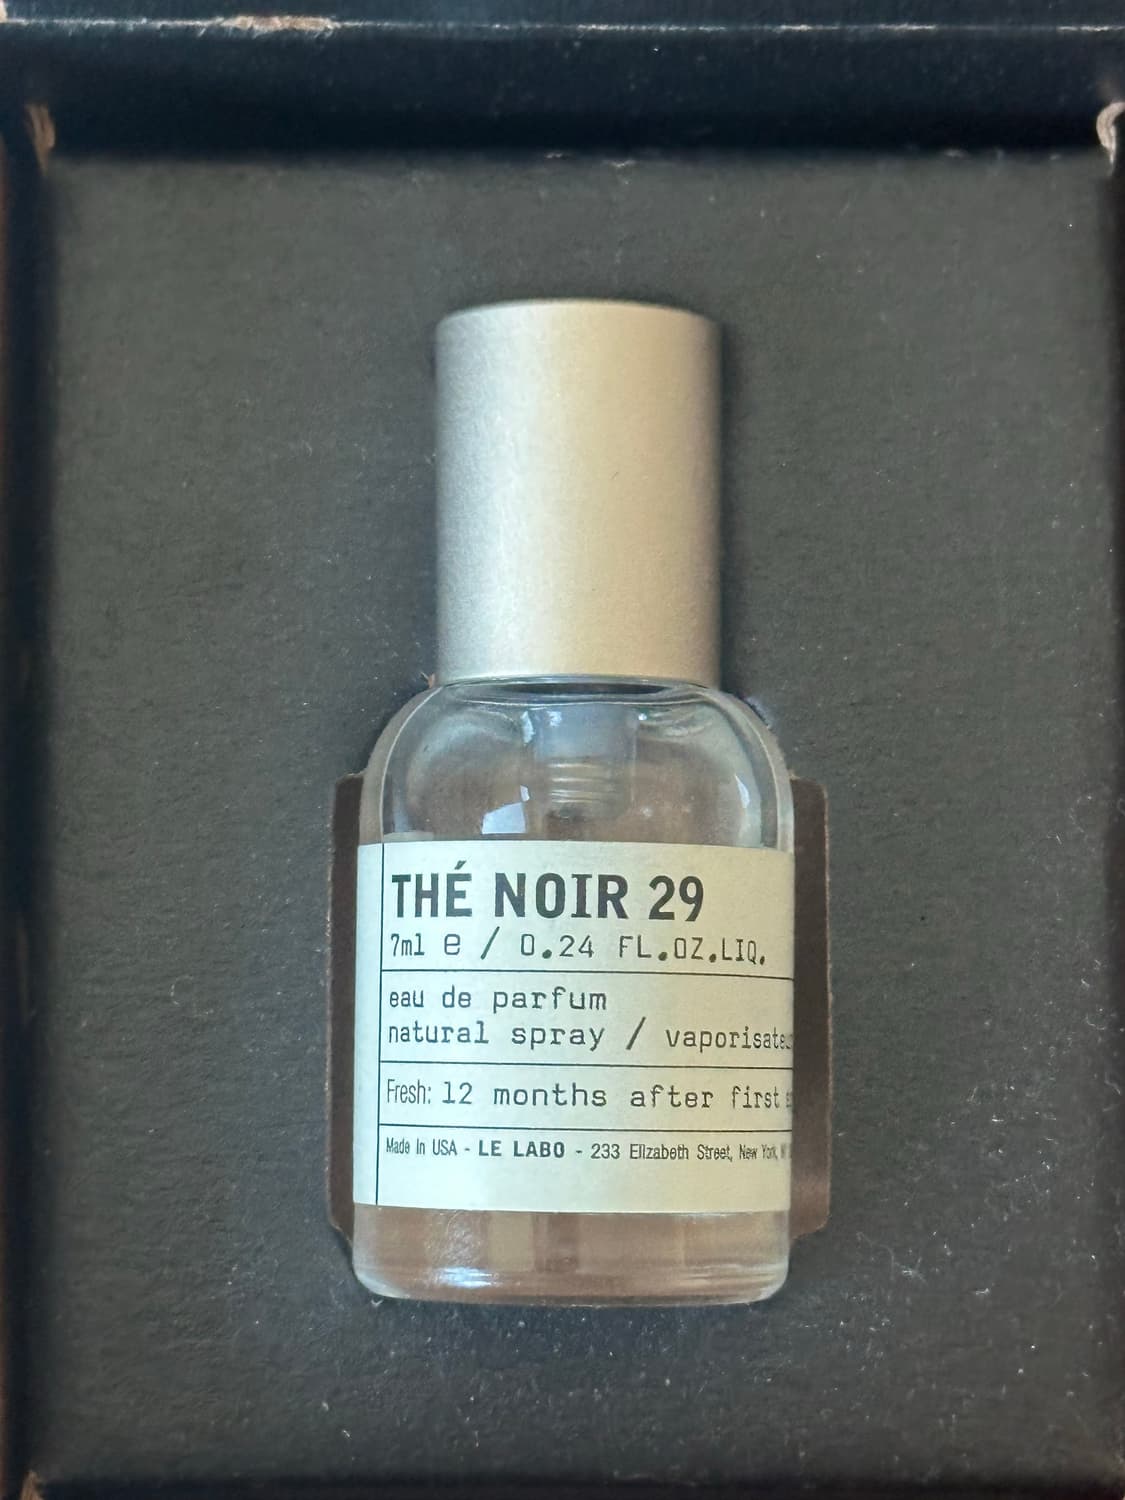 THÉ NOIR 29
7ml e / 0.24 FL.OZ.LIQ.
eau de parfum
natural spray /
Fresh: 12 months after first
Made in USA - LE LABO - 233 Elizabeth Street, New York,